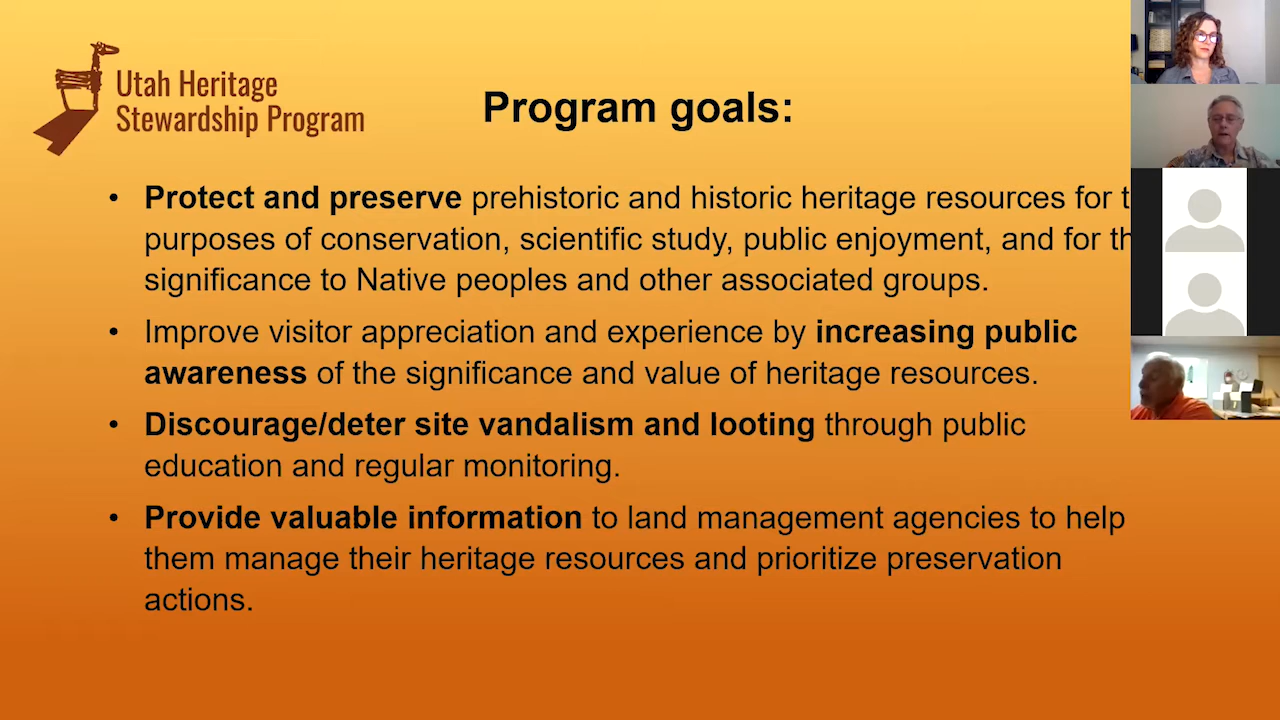 Utah Heritage
Stewardship Program
Program goals:
• Protect and preserve prehistoric and historic heritage resources for
purposes of conservation, scientific study, public enjoyment, and for
significance to Native peoples and other associated groups.
• Improve visitor appreciation and experience by increasing public
awareness of the significance and value of heritage resources.
• Discourage/deter site vandalism and looting through public
education and regular monitoring.
• Provide valuable information to land management agencies to help
them manage their heritage resources and prioritize preservation
actions.